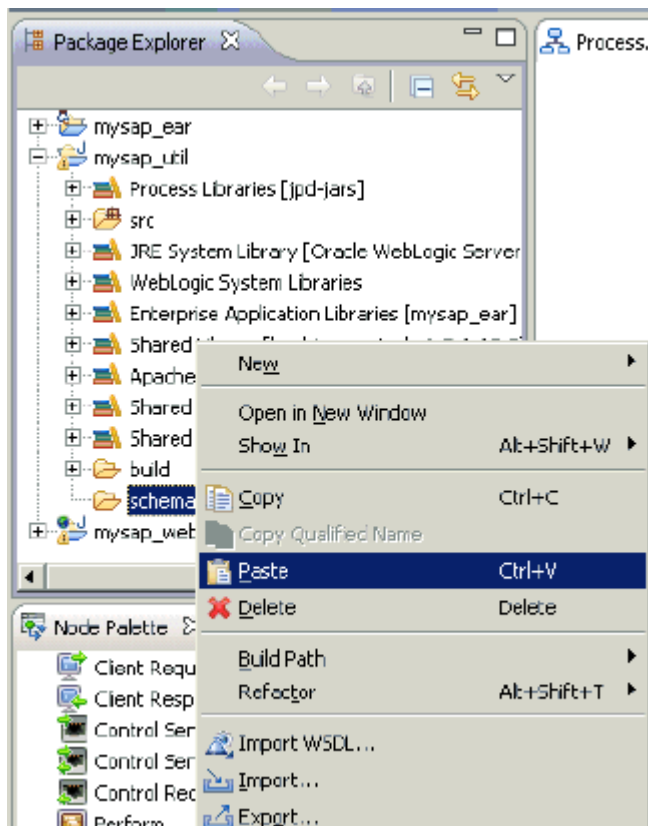 Package Explorer
Process.
mysap_ear
mysap_util
Process Libraries [jpd-jars]
src
JRE System Library [Oracle WebLogic Server
WebLogic System Libraries
Enterprise Application Libraries [mysap_ear]
Shared
Apache
Shared
Shared
build
schema
mysap_web
New
Open in New Window
Show In Alt+Shift+W
Copy Ctrl+C
Copy Qualified Name
Paste Ctrl+V
Delete Delete
Build Path
Refactor Alt+Shift+T
Import WSDL...
Import...
Export...
Node Palette
Client Requ
Client Resp
Control Ser
Control Ser
Control Rec
Perform